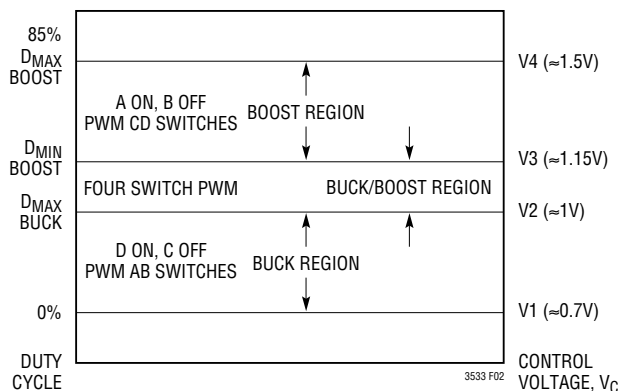 85%
DMAX
BOOST
V4 (≈1.5V)
A ON, B OFF
PWM CD SWITCHES
BOOST REGION
DMIN
BOOST
V3 (≈1.15V)
FOUR SWITCH PWM
BUCK/BOOST REGION
DMAX
BUCK
V2 (≈1V)
D ON, C OFF
PWM AB SWITCHES
BUCK REGION
0%
V1 (≈0.7V)
DUTY
CYCLE
3533 F02
CONTROL
VOLTAGE, VC